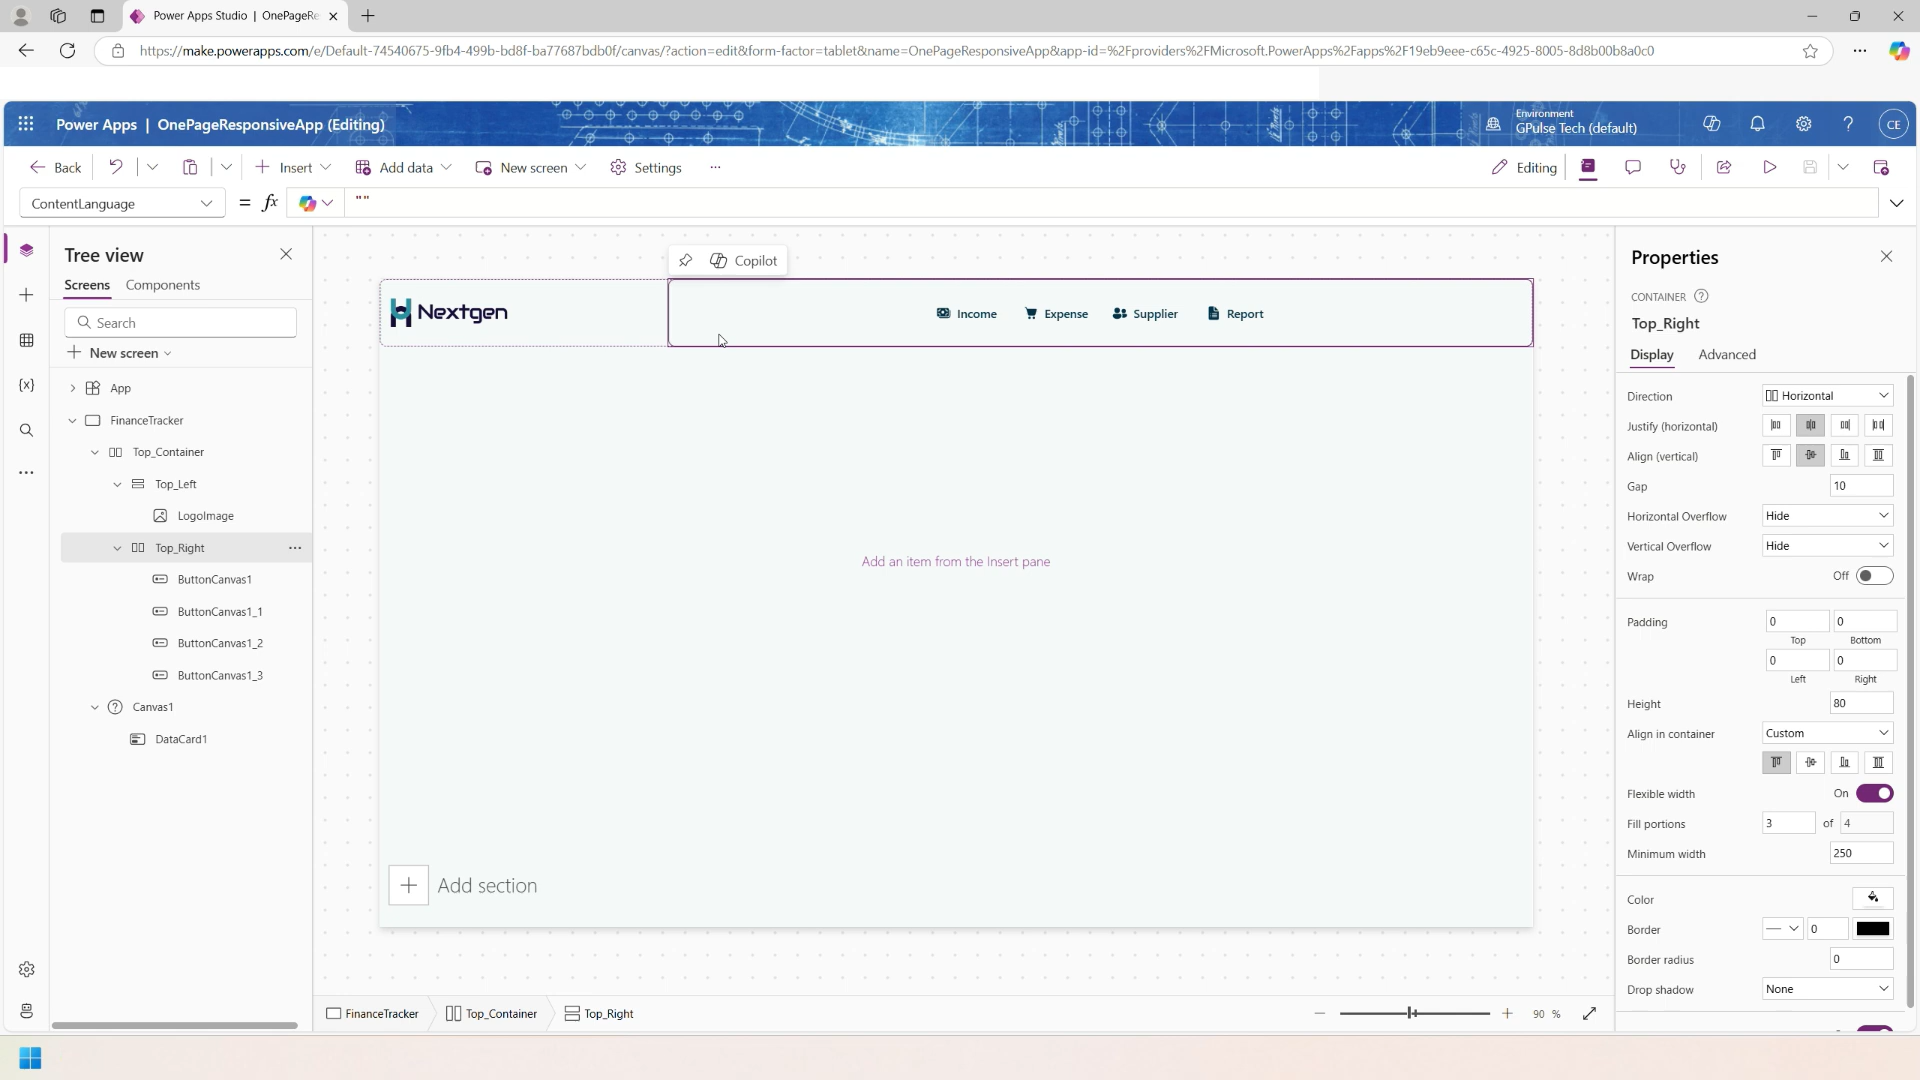 Power Apps Studio | OnePageRe
https://make.powerapps.com/e/Default-74540675-9fb4-499b-bd8f-ba77687bdb0f/canvas/?action=edit&form-factor=tablet&name=OnePageResponsiveApp&app-id=%2Fproviders%2FMicrosoft.PowerApps%2Fapps%2F19eb9eee-c65c-4925-8005-8d8b00b8a0c0
Power Apps | OnePageResponsiveApp (Editing)
Environment
GPulse Tech (default)
CE
Back
Insert
Add data
New screen
Settings
Editing
ContentLanguage
= fx
""
Tree view
Screens
Components
Search
New screen
App
FinanceTracker
Top_Container
Top_Left
LogoImage
Top_Right
ButtonCanvas1
ButtonCanvas1_1
ButtonCanvas1_2
ButtonCanvas1_3
Canvas1
DataCard1
Copilot
Nextgen
Income
Expense
Supplier
Report
Add an item from the Insert pane
Add section
FinanceTracker
Top_Container
Top_Right
90 %
Properties
CONTAINER
Top_Right
Display
Advanced
Direction
Horizontal
Justify (horizontal)
Align (vertical)
Gap
10
Horizontal Overflow
Hide
Vertical Overflow
Hide
Wrap
Off
Padding
0
0
Top
Bottom
0
0
Left
Right
Height
80
Align in container
Custom
Flexible width
On
Fill portions
3 of 4
Minimum width
250
Color
Border
0
Border radius
0
Drop shadow
None